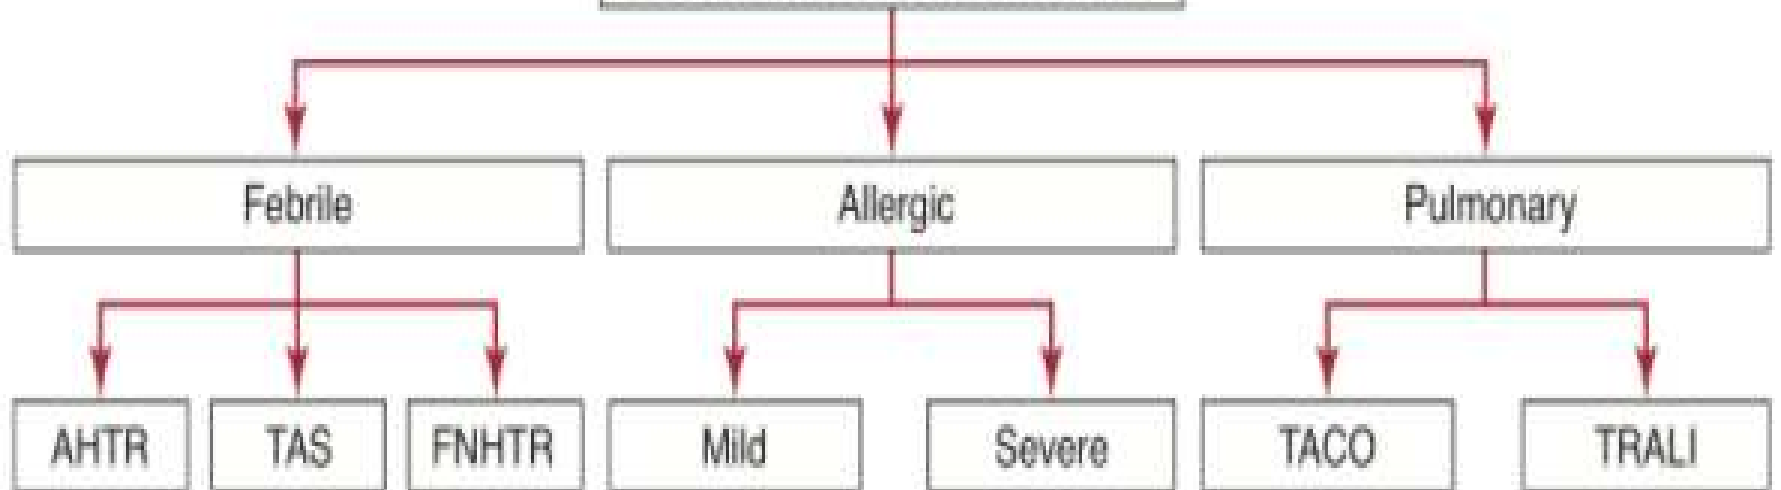 Febrile
Allergic
Pulmonary
AHTR
TAS
FNHTR
Mild
Severe
TACO
TRALI